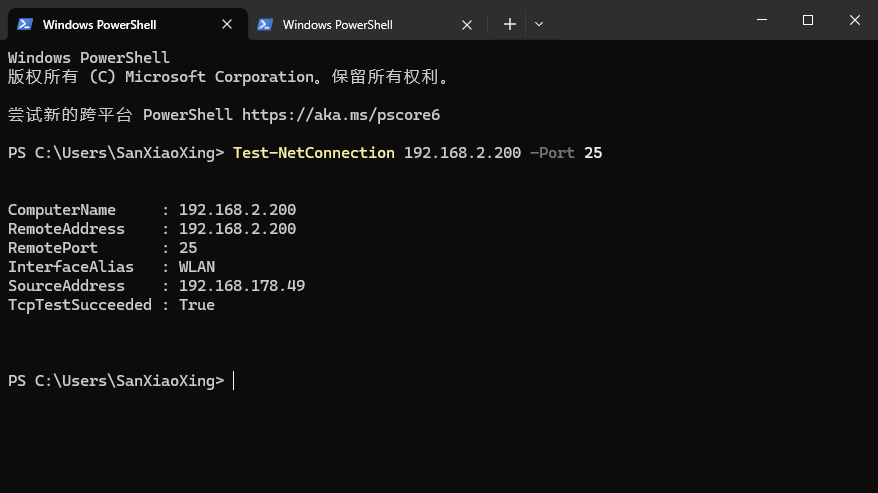 Windows PowerShell
Windows PowerShell
Windows PowerShell
版权所有 (C) Microsoft Corporation。保留所有权利。
尝试新的跨平台 PowerShell https://aka.ms/pscore6
PS C:\Users\SanXiaoXing> Test-NetConnection 192.168.2.200 -Port 25
ComputerName     : 192.168.2.200
RemoteAddress    : 192.168.2.200
RemotePort       : 25
InterfaceAlias   : WLAN
SourceAddress    : 192.168.178.49
TcpTestSucceeded : True
PS C:\Users\SanXiaoXing>